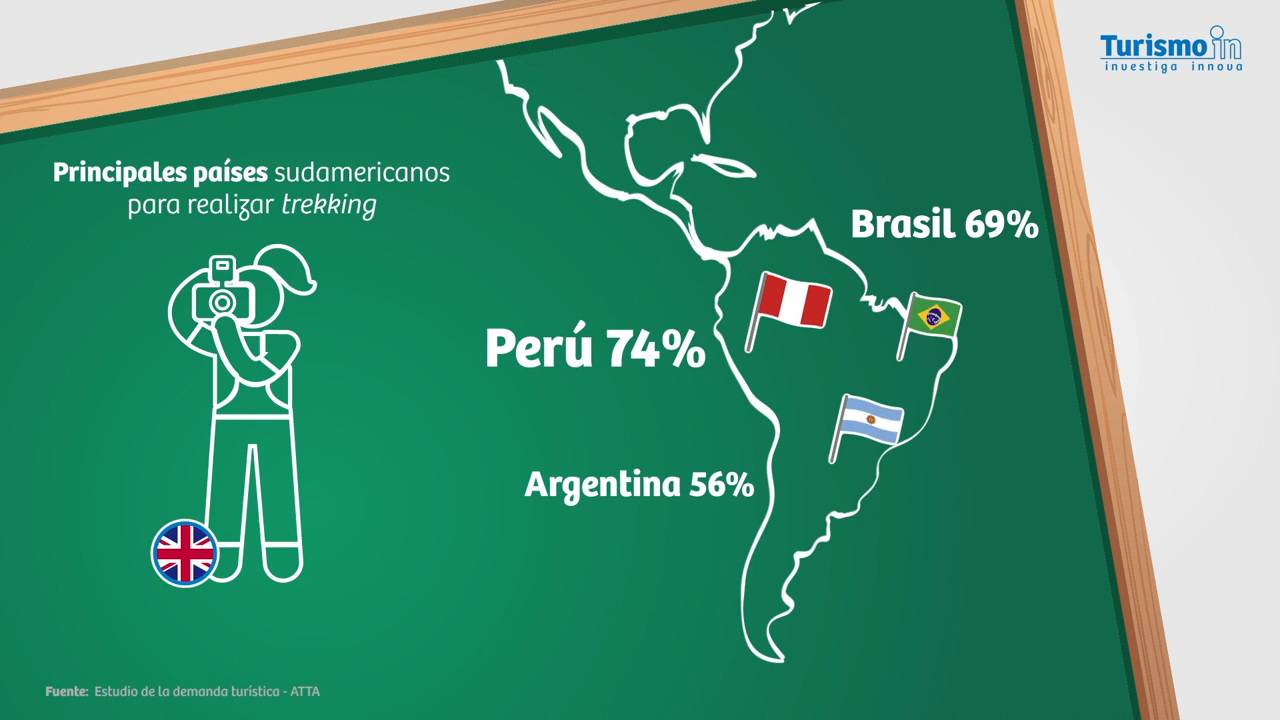 Turismo in
investiga innova
Principales países sudamericanos
para realizar trekking
Brasil 69%
Perú 74%
Argentina 56%
Fuente: Estudio de la demanda turística - ATTA